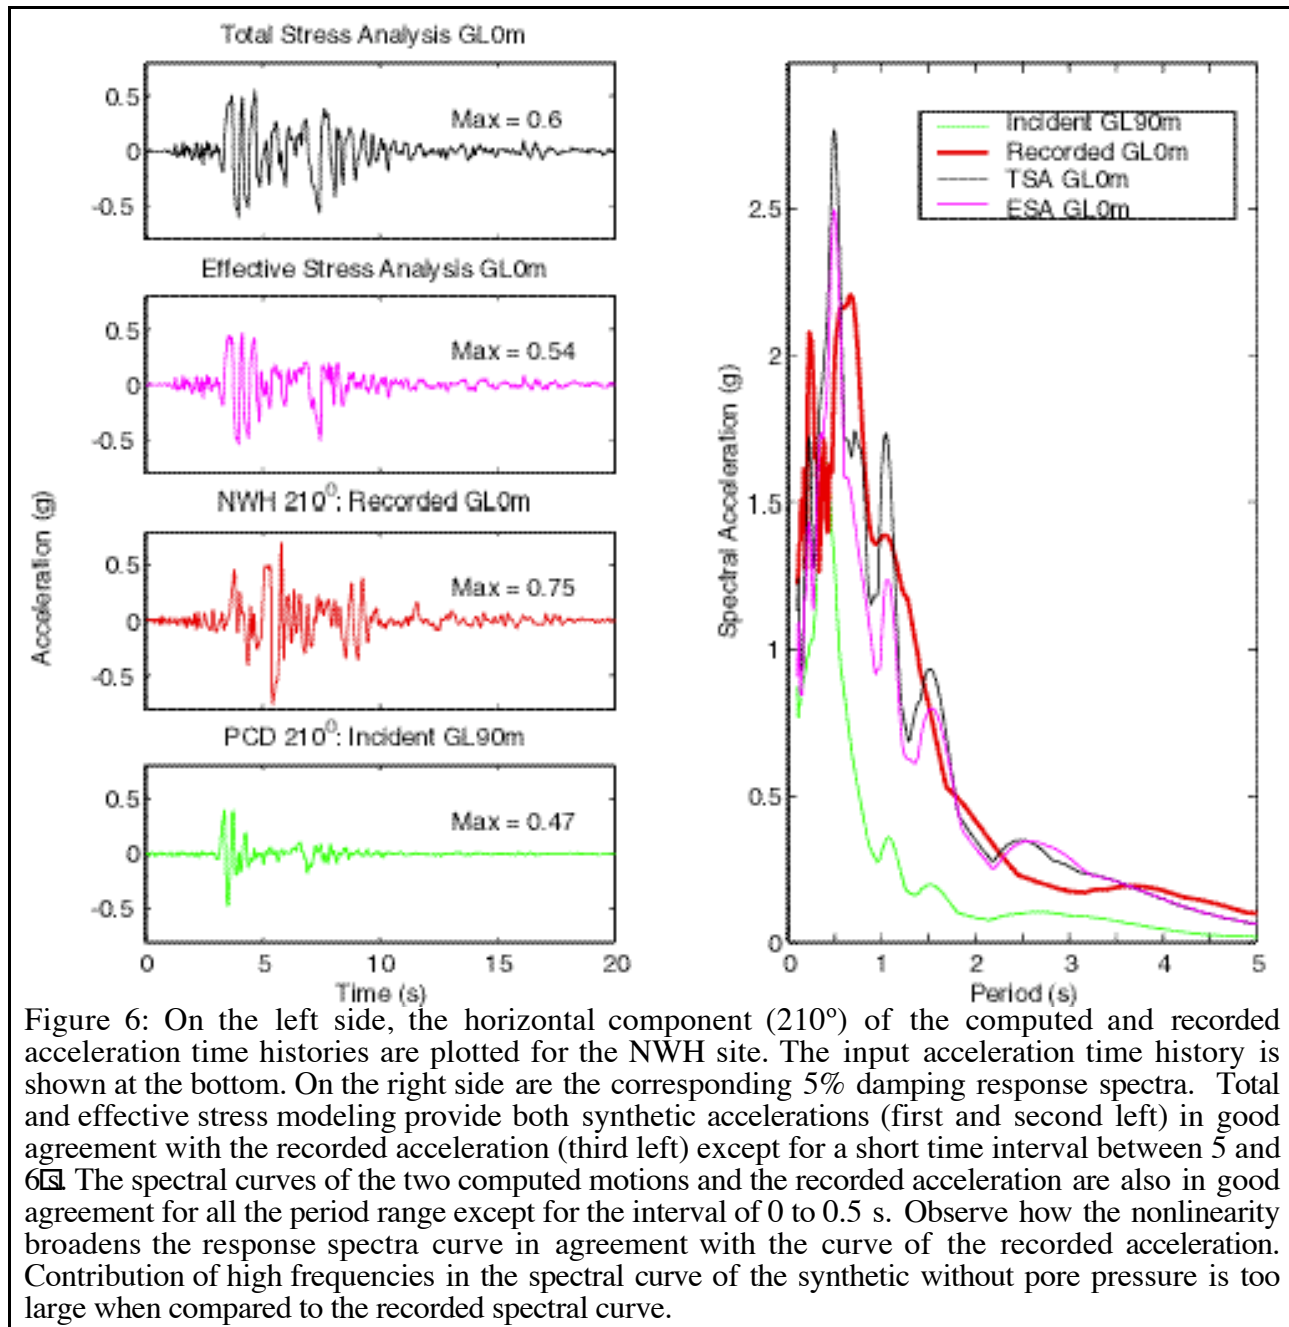 Total Stress Analysis GL0m
0.5
0
-0.5
Max = 0.6
Effective Stress Analysis GL0m
0.5
0
-0.5
Max = 0.54
NWH 210⁰: Recorded GL0m
0.5
0
-0.5
Max = 0.75
PCD 210⁰: Incident GL90m
0.5
0
-0.5
Max = 0.47
0 5 10 15 20
Time (s)
Acceleration (g)
Incident GL90m
Recorded GL0m
TSA GL0m
ESA GL0m
2.5
2
1.5
1
0.5
0
Spectral Acceleration (g)
0 1 2 3 4 5
Period (s)
Figure 6: On the left side, the horizontal component (210º) of the computed and recorded
acceleration time histories are plotted for the NWH site. The input acceleration time history is
shown at the bottom. On the right side are the corresponding 5% damping response spectra. Total
and effective stress modeling provide both synthetic accelerations (first and second left) in good
agreement with the recorded acceleration (third left) except for a short time interval between 5 and
6 s. The spectral curves of the two computed motions and the recorded acceleration are also in good
agreement for all the period range except for the interval of 0 to 0.5 s. Observe how the nonlinearity
broadens the response spectra curve in agreement with the curve of the recorded acceleration.
Contribution of high frequencies in the spectral curve of the synthetic without pore pressure is too
large when compared to the recorded spectral curve.